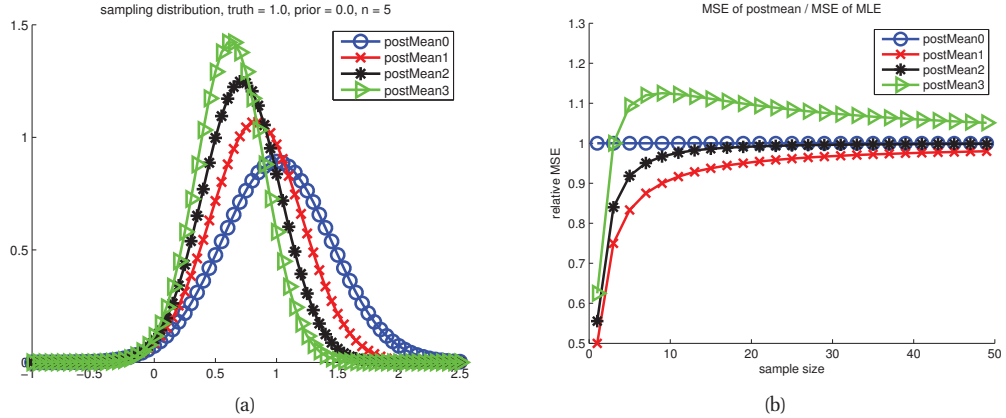 sampling distribution, truth = 1.0, prior = 0.0, n = 5
1.5
1
0.5
0
−1
−0.5
0
0.5
1
1.5
2
2.5
postMean0
postMean1
postMean2
postMean3
(a)
MSE of postmean / MSE of MLE
relative MSE
1.3
1.2
1.1
1
0.9
0.8
0.7
0.6
0.5
0
10
20
30
40
50
sample size
postMean0
postMean1
postMean2
postMean3
(b)